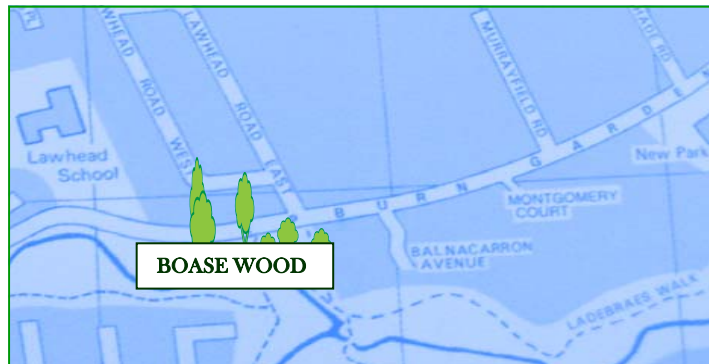 LAWHEAD ROAD WEST
LAWHEAD ROAD EAST
MURRAYFIELD RD
Lawhead
School
BURN GARDEN
New Park
MONTGOMERY
COURT
BALNACARRON
AVENUE
LADEBRAES WALK
BOASE WOOD